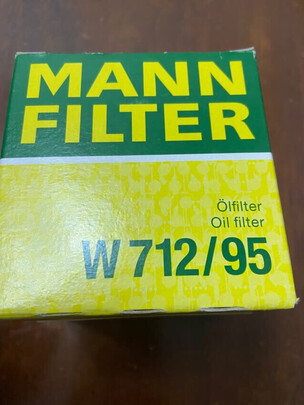 MANN
FILTER
Ölfilter
Oil filter
W 712/95